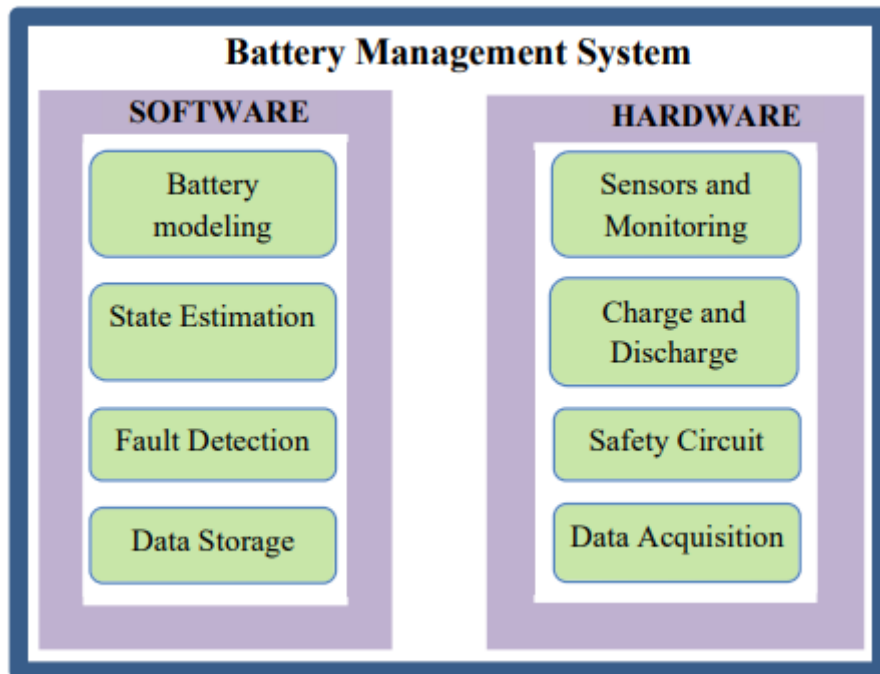 Battery Management System
SOFTWARE
Battery
modeling
State Estimation
Fault Detection
Data Storage
HARDWARE
Sensors and
Monitoring
Charge and
Discharge
Safety Circuit
Data Acquisition